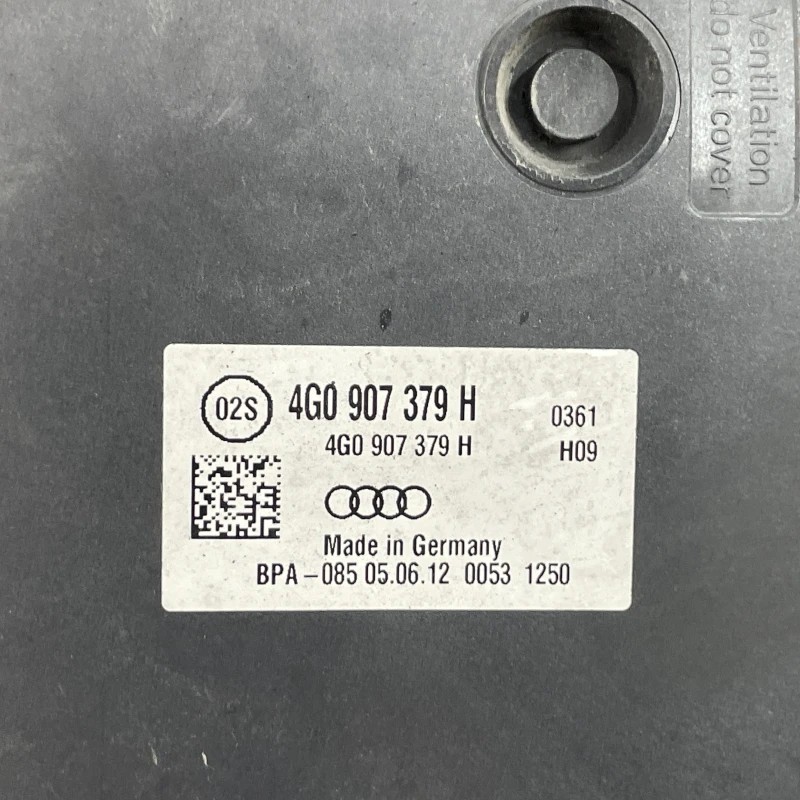 Ventilation
do not cover
02S
4G0 907 379 H
0361
4G0 907 379 H
H09
Made in Germany
BPA-085 05.06.12 0053 1250